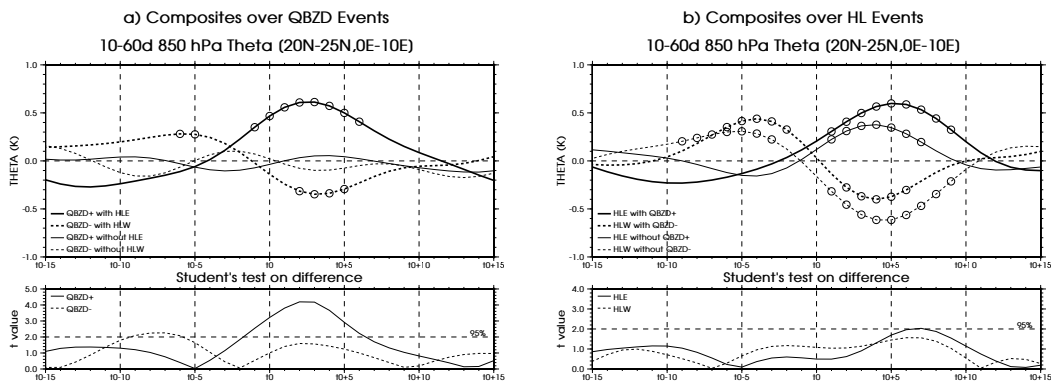 a) Composites over QBZD Events
10-60d 850 hPa Theta (20N-25N,0E-10E)
THETA (K)
1.0
0.5
0.0
-0.5
-1.0
QBZD+ with HLE
QBZD- with HLW
QBZD+ without HLE
QBZD- without HLW
t0-15 t0-10 t0-5 t0 t0+5 t0+10 t0+15
Student's test on difference
t value
5.0
4.0
3.0
2.0
1.0
0.0
QBZD+
QBZD-
95%
t0-15 t0-10 t0-5 t0 t0+5 t0+10 t0+15
b) Composites over HL Events
10-60d 850 hPa Theta (20N-25N,0E-10E)
THETA (K)
1.0
0.5
0.0
-0.5
-1.0
HLE with QBZD+
HLW with QBZD-
HLE without QBZD+
HLW without QBZD-
t0-15 t0-10 t0-5 t0 t0+5 t0+10 t0+15
Student's test on difference
t value
4.0
3.0
2.0
1.0
0.0
HLE
HLW
95%
t0-15 t0-10 t0-5 t0 t0+5 t0+10 t0+15